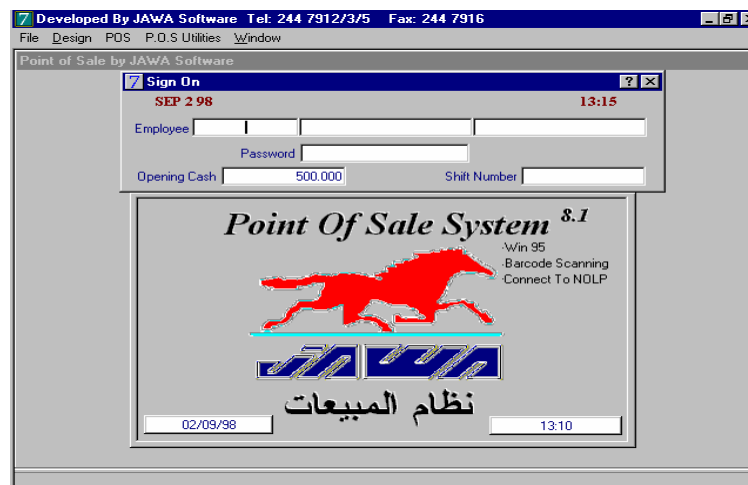 Developed By JAWA Software Tel: 244 7912/3/5 Fax: 244 7916
File Design POS P.O.S Utilities Window
Point of Sale by JAWA Software
Sign On
SEP 2 98 13:15
Employee
Password
Opening Cash 500.000 Shift Number
Point Of Sale System 8.1
·Win 95
·Barcode Scanning
·Connect To NOLP
JAWA
نظام المبيعات
02/09/98 13:10